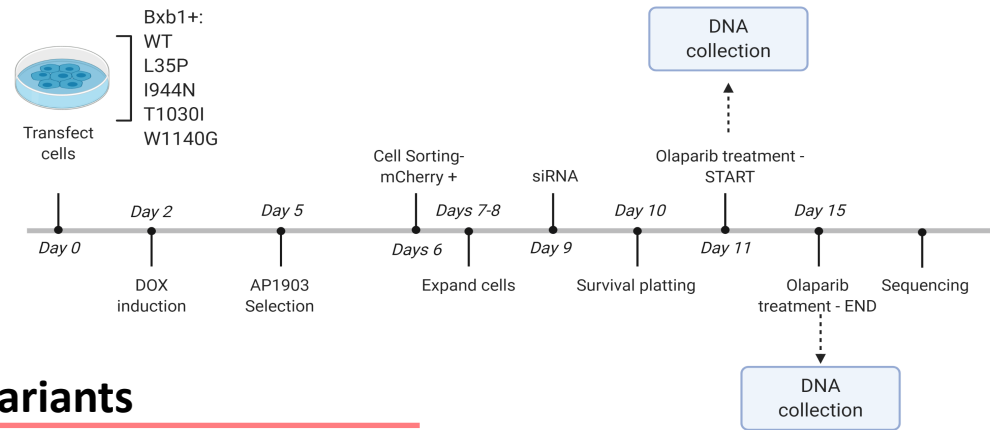 Bxb1+:
WT
L35P
I944N
T1030I
W1140G
Transfect
cells
DNA
collection
Cell Sorting-
mCherry +
siRNA
Olaparib treatment -
START
Day 2
Day 5
Days 7-8
Day 10
Day 15
Day 0
Days 6
Day 9
Day 11
DOX
induction
AP1903
Selection
Expand cells
Survival platting
Olaparib
treatment - END
Sequencing
DNA
collection
ariants